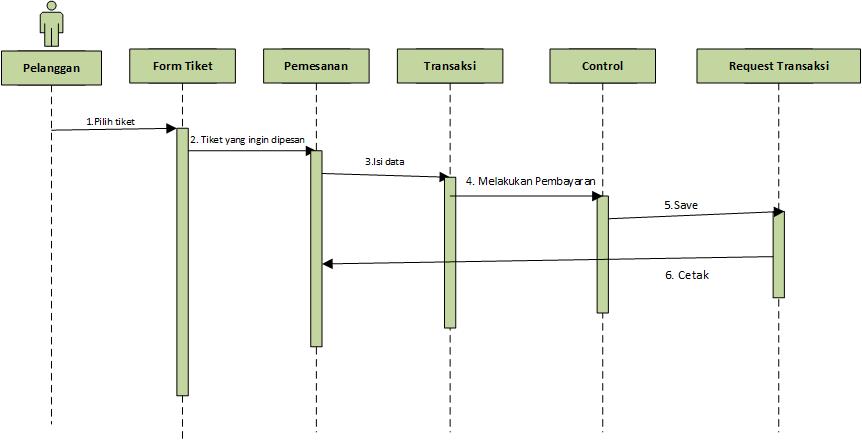 Pelanggan
Form Tiket
Pemesanan
Transaksi
Control
Request Transaksi
1.Pilih tiket
2. Tiket yang ingin dipesan
3.Isi data
4. Melakukan Pembayaran
5.Save
6. Cetak